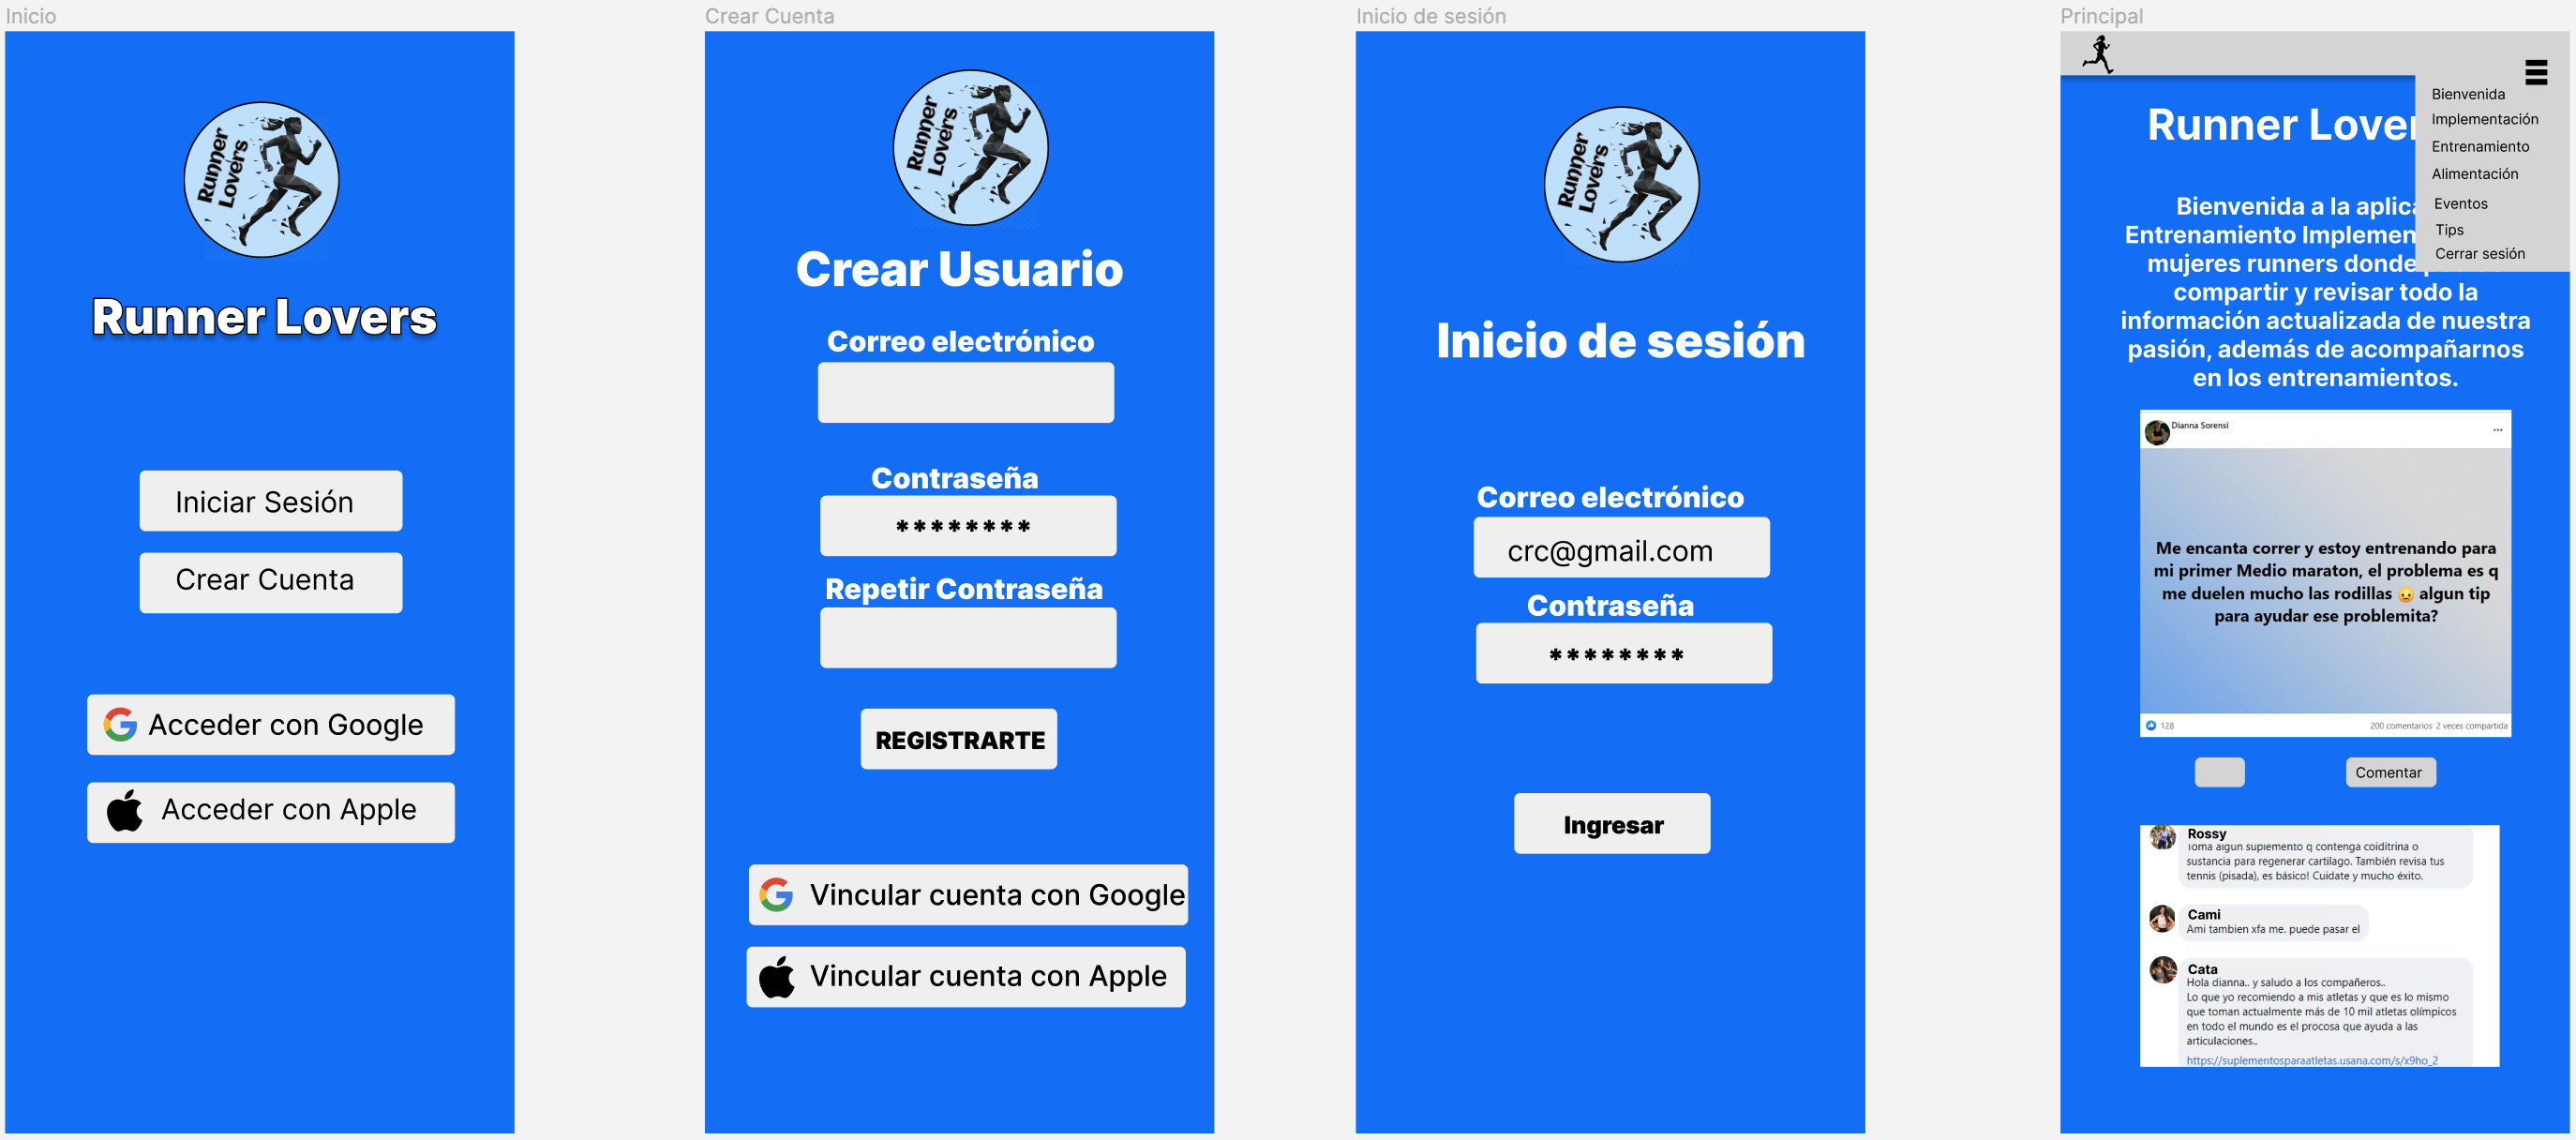 Inicio
Runner
Lovers
Runner Lovers
Iniciar Sesión
Crear Cuenta
Acceder con Google
Acceder con Apple
Crear Cuenta
Runner
Lovers
Crear Usuario
Correo electrónico
Contraseña
********
Repetir Contraseña
REGISTRARTE
Vincular cuenta con Google
Vincular cuenta con Apple
Inicio de sesión
Runner
Lovers
Inicio de sesión
Correo electrónico
crc@gmail.com
Contraseña
********
Ingresar
Principal
Bienvenida
Implementación
Entrenamiento
Alimentación
Eventos
Tips
Cerrar sesión
Runner Lover
Bienvenida a la aplica
Entrenamiento Implemen
mujeres runners donde
compartir y revisar todo la
información actualizada de nuestra
pasión, además de acompañarnos
en los entrenamientos.
Dianna Sorensi
Me encanta correr y estoy entrenando para
mi primer Medio maraton, el problema es q
me duelen mucho las rodillas 😥 algun tip
para ayudar ese problemita?
128
200 comentarios 2 veces compartida
Comentar
Rossy
Toma algun suplemento q contenga coiditrina o
sustancia para regenerar cartilago. También revisa tus
tennis (pisada), es básico! Cuidate y mucho éxito.
Cami
Ami tambien xfa me. puede pasar el
Cata
Hola dianna.. y saludo a los compañeros..
Lo que yo recomiendo a mis atletas y que es lo mismo
que toman actualmente más de 10 mil atletas olímpicos
en todo el mundo es el procosa que ayuda a las
articulaciones..
https://suplementosparaatletas.usana.com/s/x9ho_2